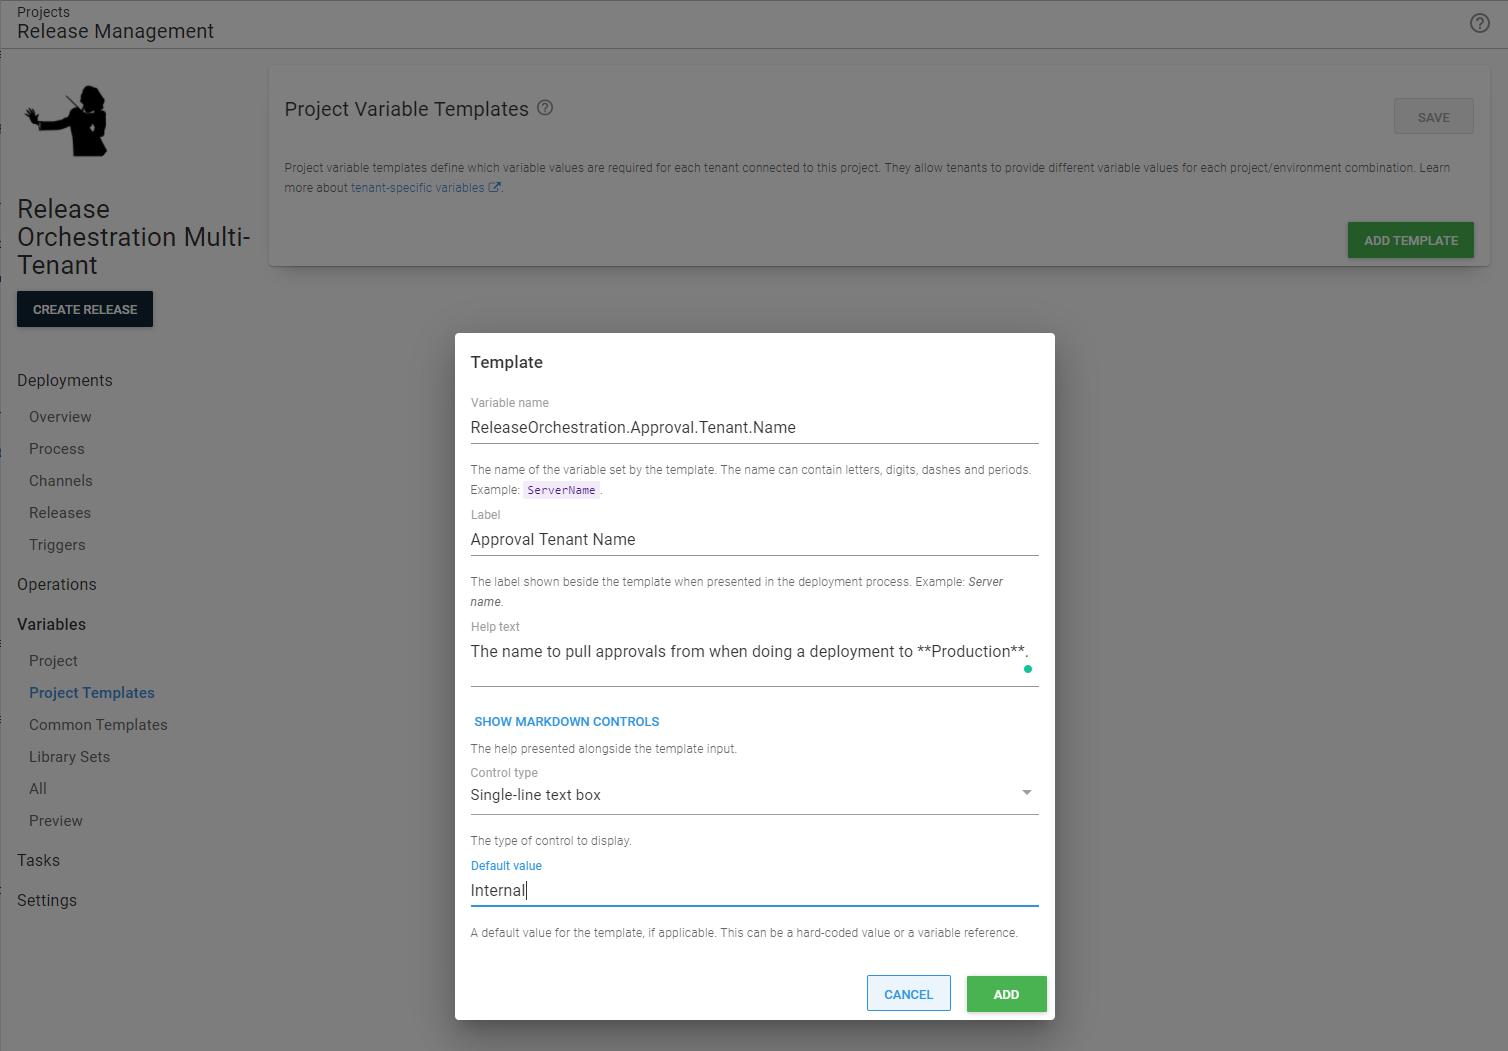 Projects
Release Management
Release
Orchestration Multi-
Tenant
CREATE RELEASE
Deployments
Overview
Process
Channels
Releases
Triggers
Operations
Variables
Project
Project Templates
Common Templates
Library Sets
All
Preview
Tasks
Settings
Project Variable Templates
SAVE
Project variable templates define which variable values are required for each tenant connected to this project. They allow tenants to provide different variable values for each project/environment combination. Learn
more about tenant-specific variables.
ADD TEMPLATE
Template
Variable name
ReleaseOrchestration.Approval.Tenant.Name
The name of the variable set by the template. The name can contain letters, digits, dashes and periods.
Example: ServerName.
Label
Approval Tenant Name
The label shown beside the template when presented in the deployment process. Example: Server
name.
Help text
The name to pull approvals from when doing a deployment to **Production**.
SHOW MARKDOWN CONTROLS
The help presented alongside the template input.
Control type
Single-line text box
The type of control to display.
Default value
Internal
A default value for the template, if applicable. This can be a hard-coded value or a variable reference.
CANCEL
ADD